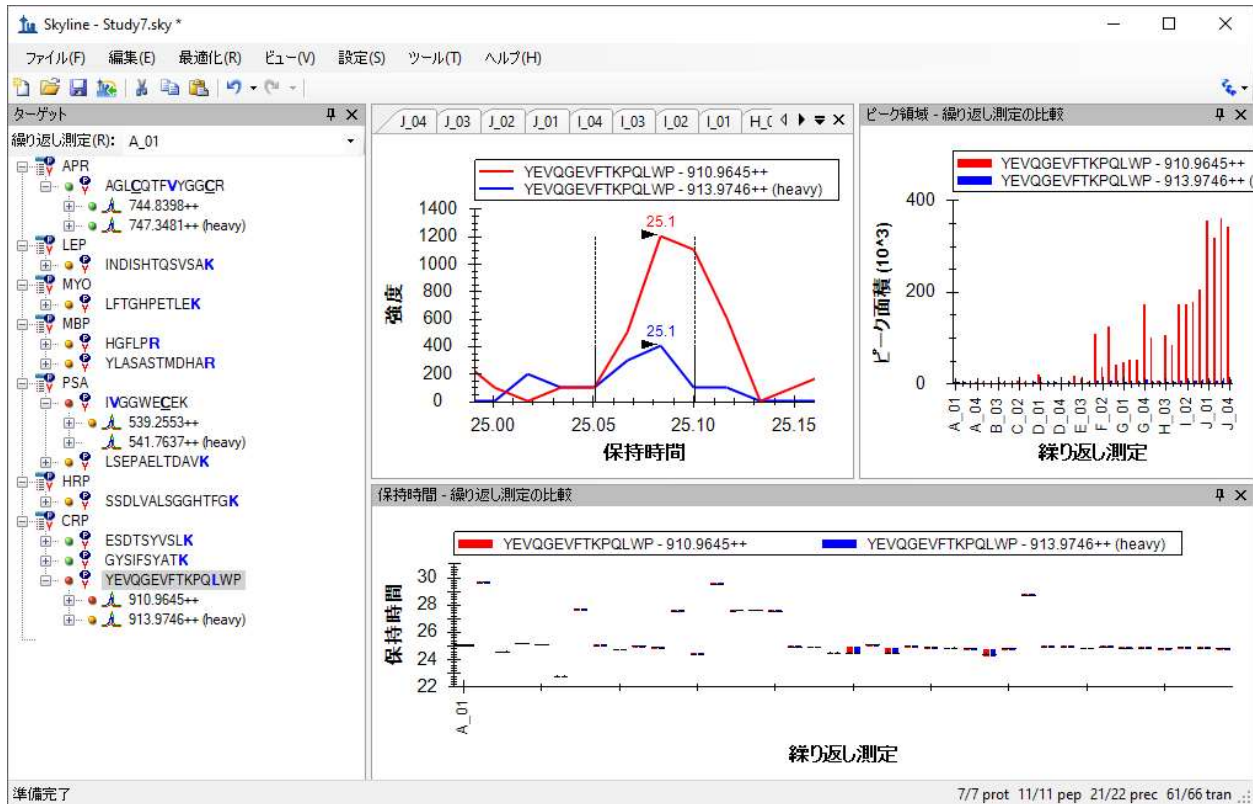 Skyline - Study7.sky *
ファイル(F) 編集(E) 最適化(R) ビュー(V) 設定(S) ツール(T) ヘルプ(H)
ターゲット
繰り返し測定(R): A_01
APR
AGLCQTFVYGGCR
744.8398++
747.3481++ (heavy)
LEP
INDISHTQSVSAK
MYO
LFTGHPETLEK
MBP
HGFLPR
YLASASTMDHAR
PSA
IVGGWECEK
539.2553++
541.7637++ (heavy)
LSEPAELTDAVK
HRP
SSDLVALSGGHTFGK
CRP
ESDTSYVSLK
GYSIFSYATK
YEVQGEVFTKPQLWP
910.9645++
913.9746++ (heavy)
J_04 J_03 J_02 J_01 I_04 I_03 I_02 I_01
YEVQGEVFTKPQLWP - 910.9645++
YEVQGEVFTKPQLWP - 913.9746++ (heavy)
強度
1400
1200
1000
800
600
400
200
0
25.1
25.1
25.00 25.05 25.10 25.15
保持時間
ピーク領域 - 繰り返し測定の比較
YEVQGEVFTKPQLWP - 910.9645++
YEVQGEVFTKPQLWP - 913.9746++ (
ピーク面積 (10^3)
400
200
0
A_01 A_04 B_03 C_02 D_01 D_04 E_03 F_02 G_01 G_04 H_03 I_02 J_01 J_04
繰り返し測定
保持時間 - 繰り返し測定の比較
YEVQGEVFTKPQLWP - 910.9645++ YEVQGEVFTKPQLWP - 913.9746++ (heavy)
保持時間
30
28
26
24
22
A_01
繰り返し測定
準備完了 7/7 prot 11/11 pep 21/22 prec 61/66 tran